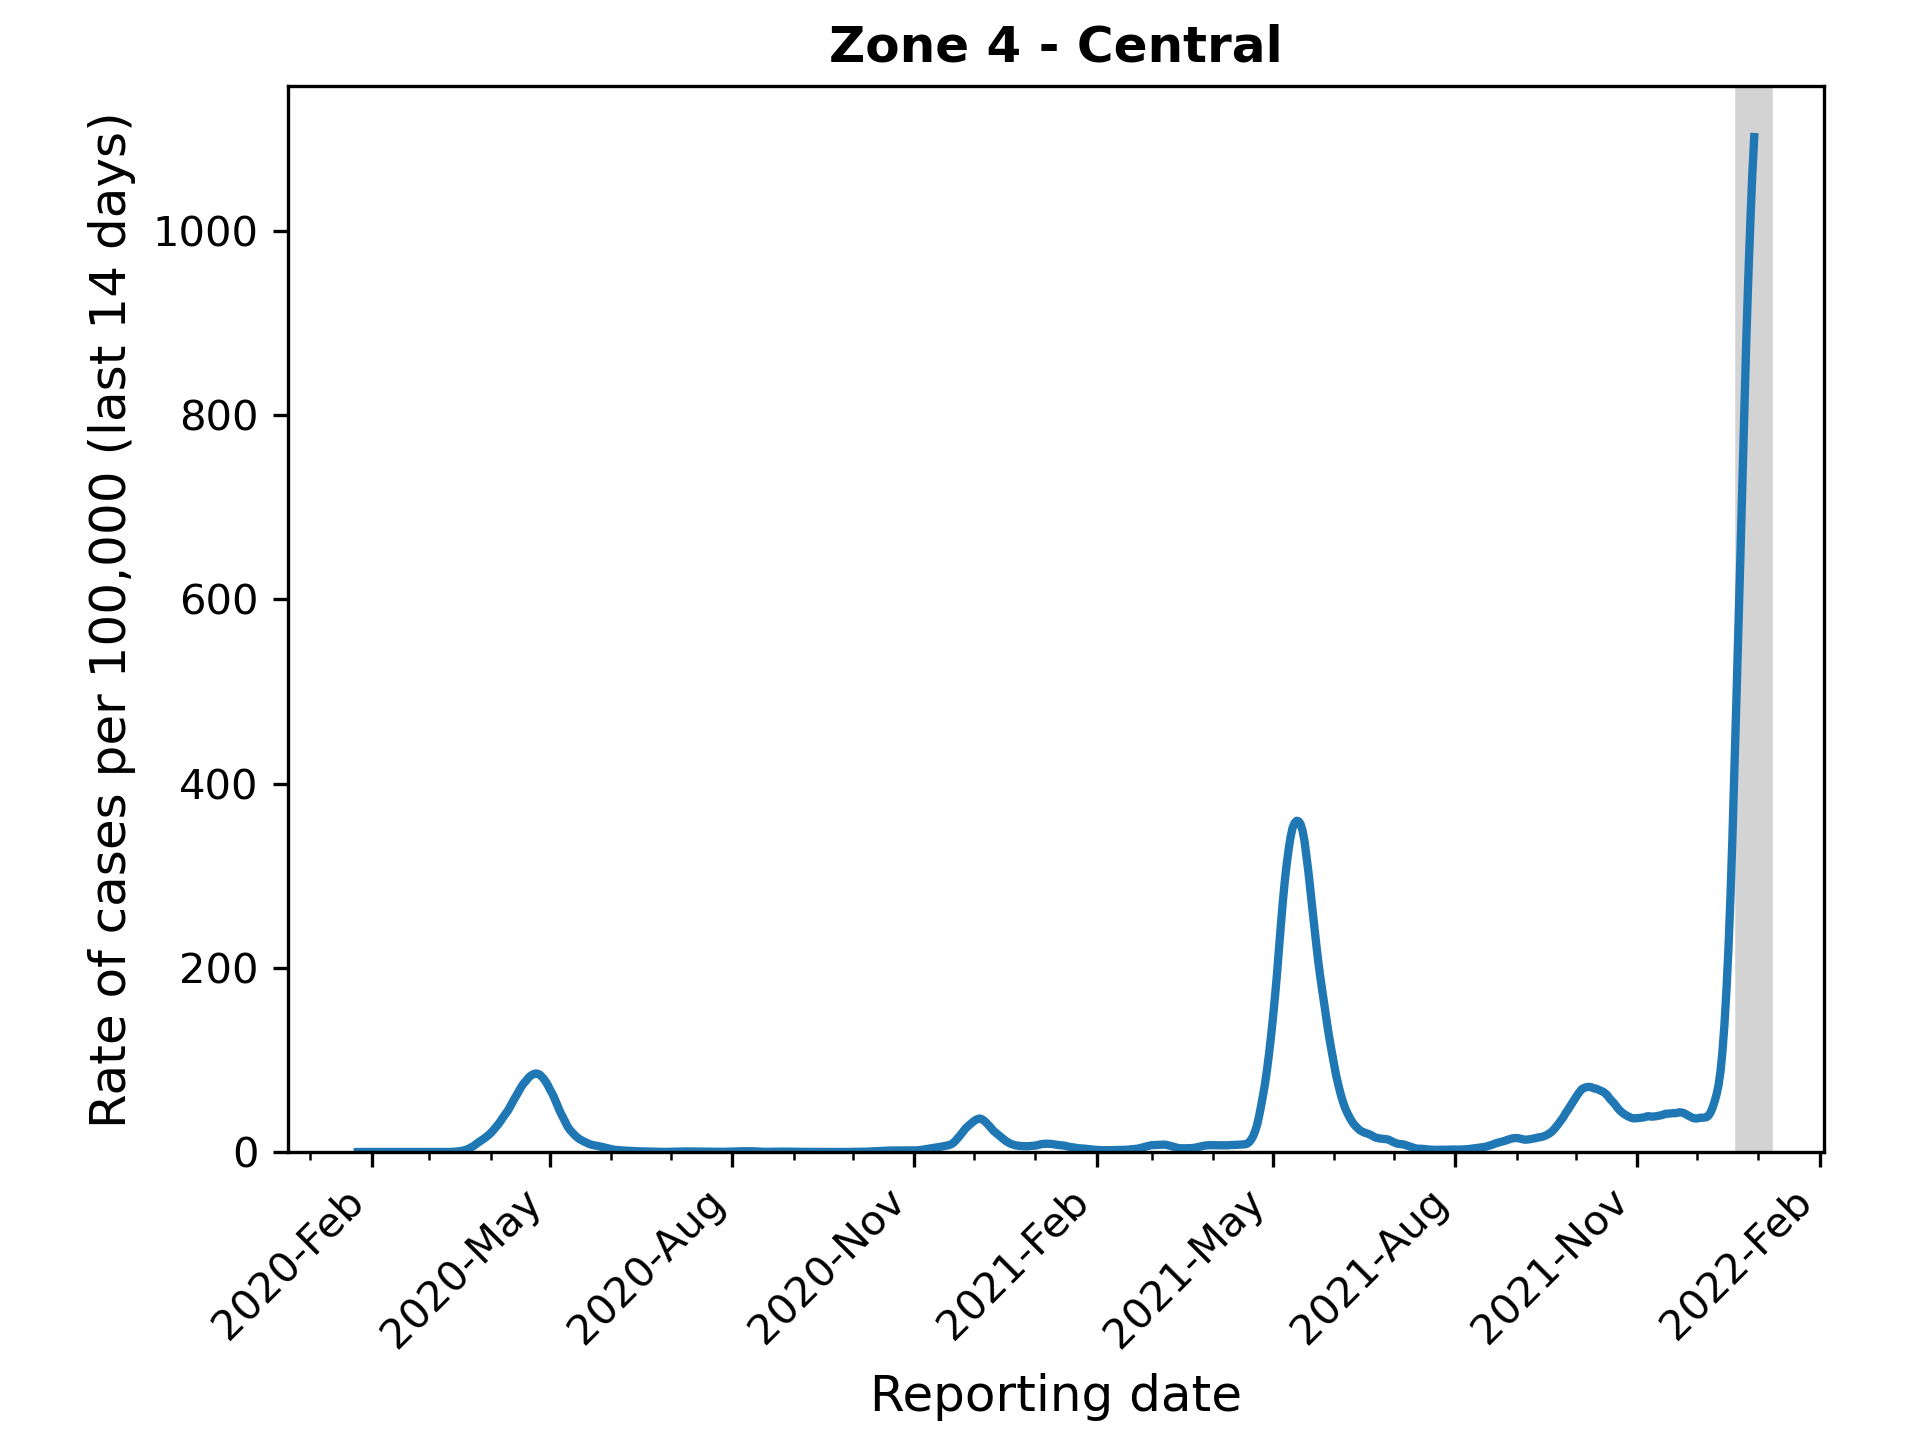 Zone 4 - Central
Rate of cases per 100,000 (last 14 days)
1000
800
600
400
200
0
2020-Feb
2020-May
2020-Aug
2020-Nov
2021-Feb
2021-May
2021-Aug
2021-Nov
2022-Feb
Reporting date